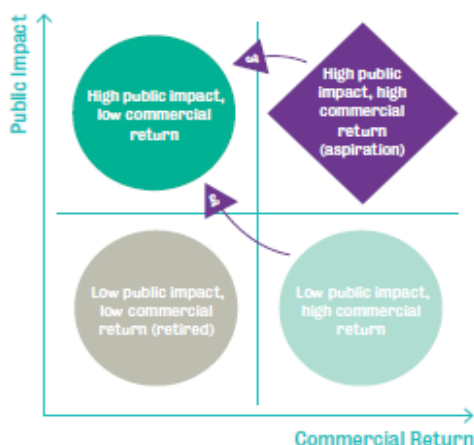 Public Impact
High public impact,
low commercial
return
£
High public
impact, high
commercial
return
(aspiration)
£
Low public impact,
low commercial
return (retired)
Low public impact,
high commercial
return
Commercial Return